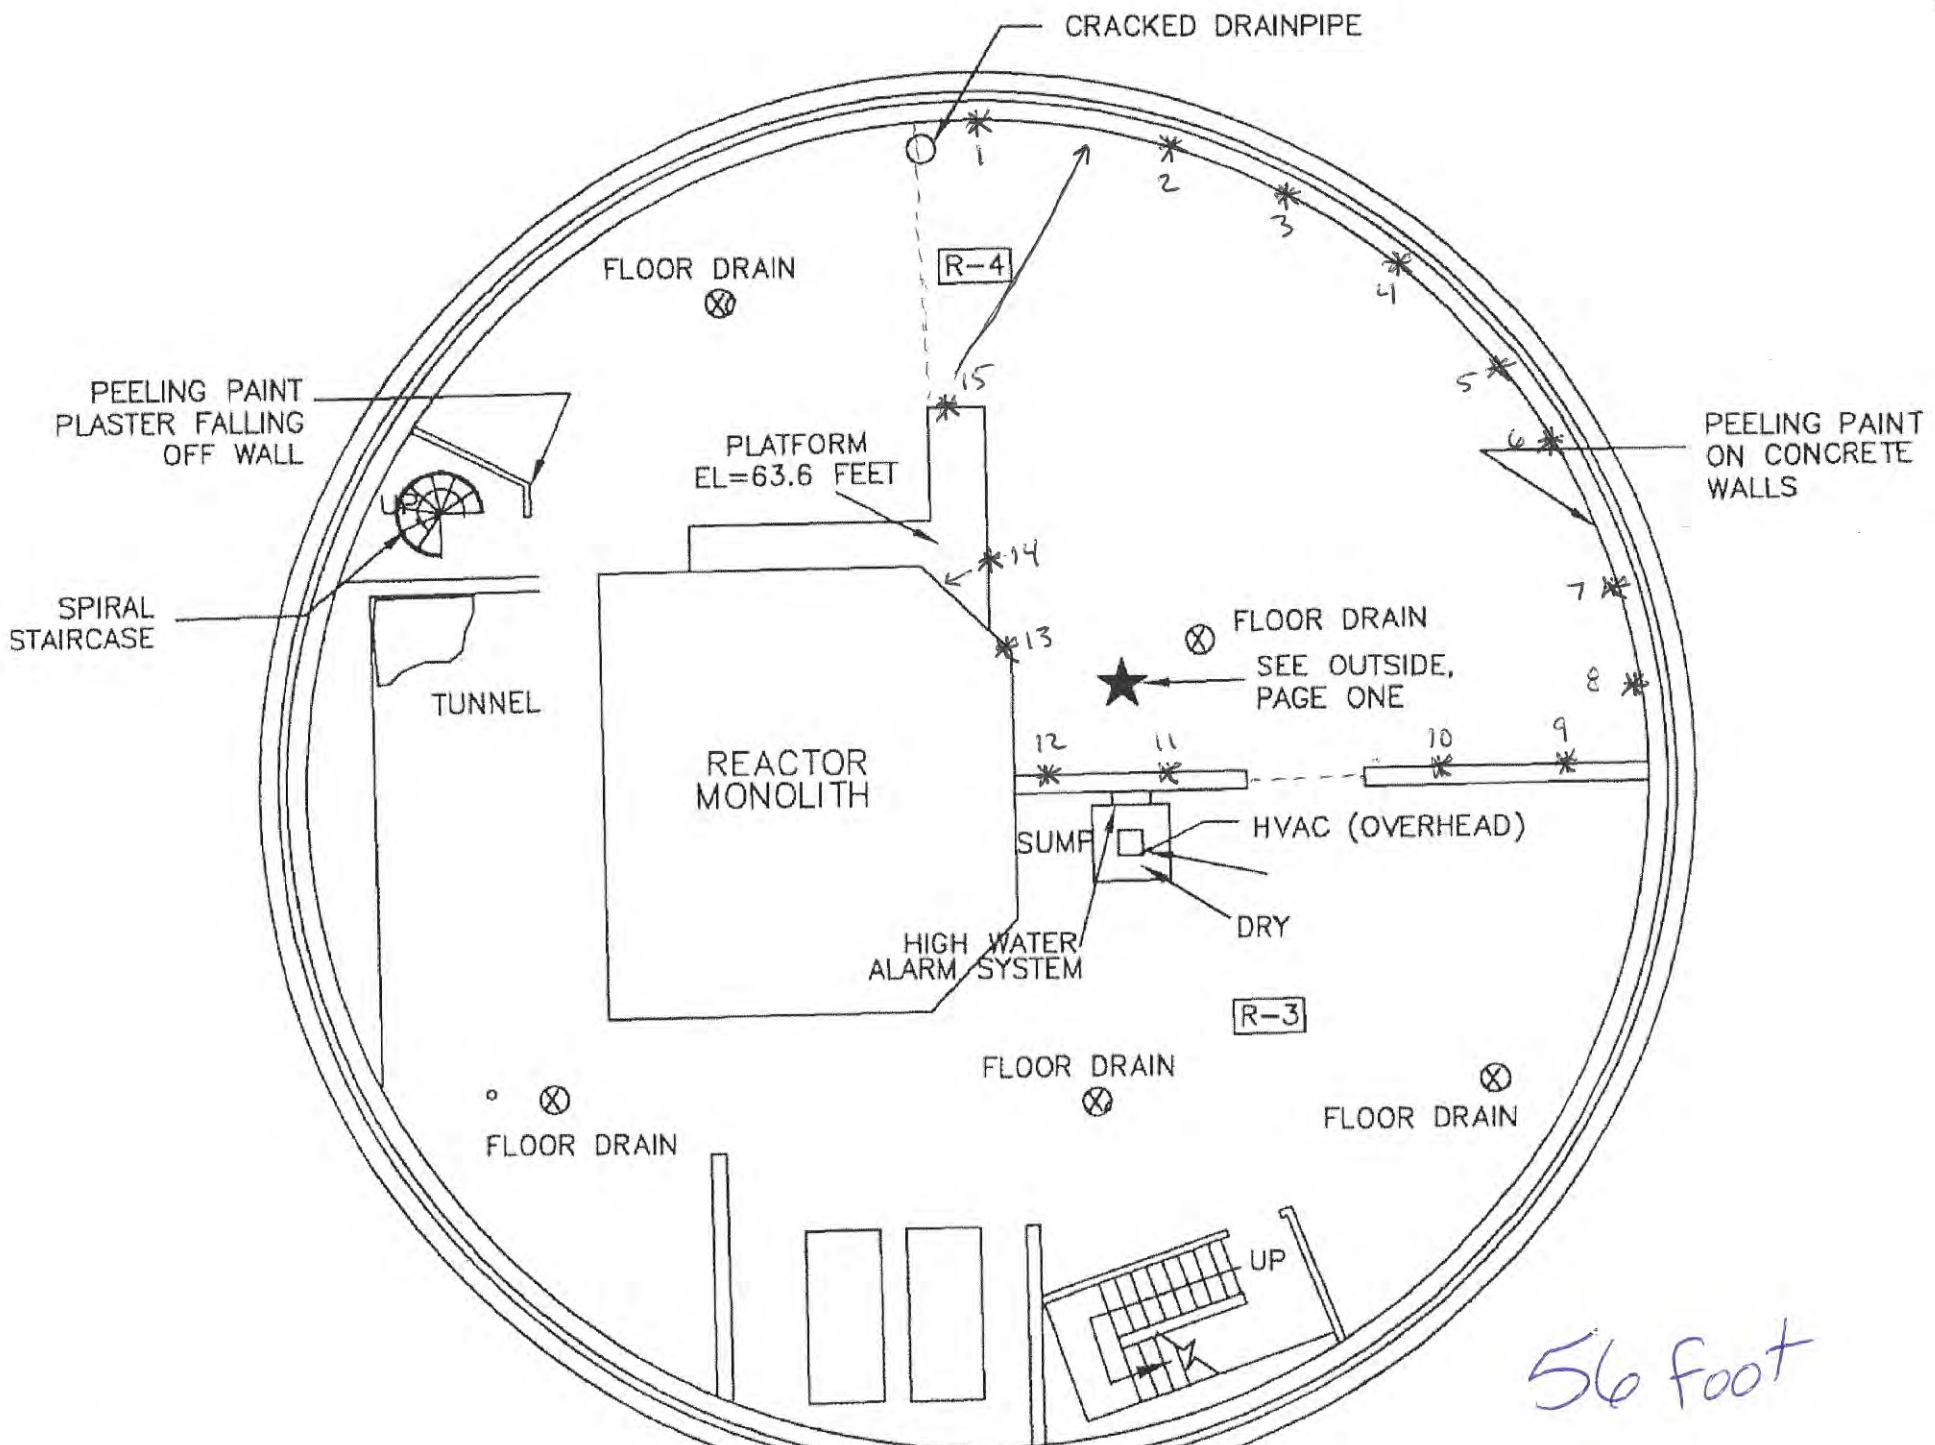 CRACKED DRAINPIPE
1
2
3
4
5
6
7
8
9
10
11
12
13
14
15
R-4
FLOOR DRAIN
PEELING PAINT
PLASTER FALLING
OFF WALL
PLATFORM
EL=63.6 FEET
PEELING PAINT
ON CONCRETE
WALLS
UP
SPIRAL
STAIRCASE
TUNNEL
FLOOR DRAIN
SEE OUTSIDE,
PAGE ONE
REACTOR
MONOLITH
SUMP
HVAC (OVERHEAD)
DRY
HIGH WATER
ALARM SYSTEM
R-3
FLOOR DRAIN
FLOOR DRAIN
FLOOR DRAIN
UP
56 foot